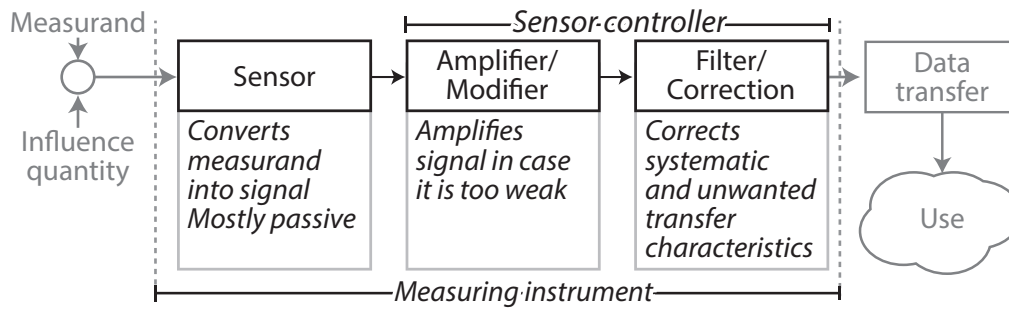 Measurand
Influence
quantity
Sensor controller
Sensor
Converts
measurand
into signal
Mostly passive
Amplifier/
Modifier
Amplifies
signal in case
it is too weak
Filter/
Correction
Corrects
systematic
and unwanted
transfer
characteristics
Data
transfer
Use
Measuring instrument